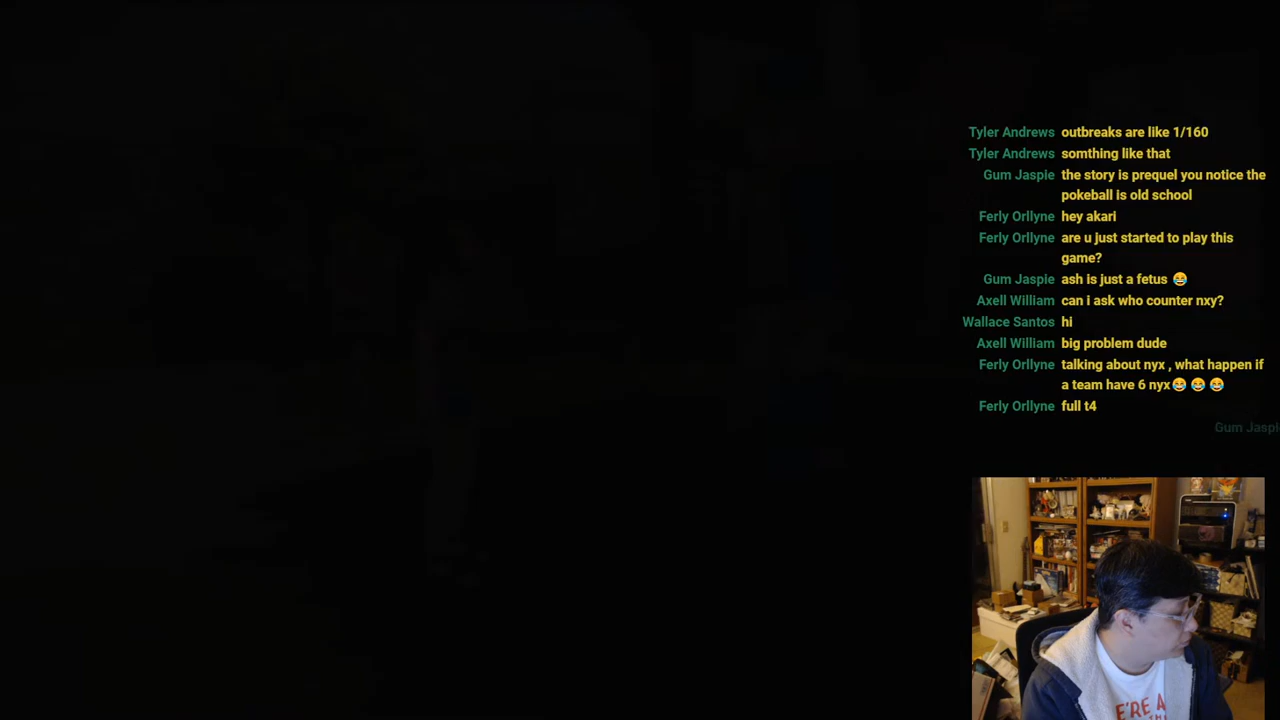 Tyler Andrews outbreaks are like 1/160
Tyler Andrews somthing like that
Gum Jaspie the story is prequel you notice the
pokeball is old school
Ferly Orllyne hey akari
Ferly Orllyne are u just started to play this
game?
Gum Jaspie ash is just a fetus 😂
Axell William can i ask who counter nxy?
Wallace Santos hi
Axell William big problem dude
Ferly Orllyne talking about nyx , what happen if
a team have 6 nyx😂 😂 😂
Ferly Orllyne full t4
Gum Jaspi
E'RE A